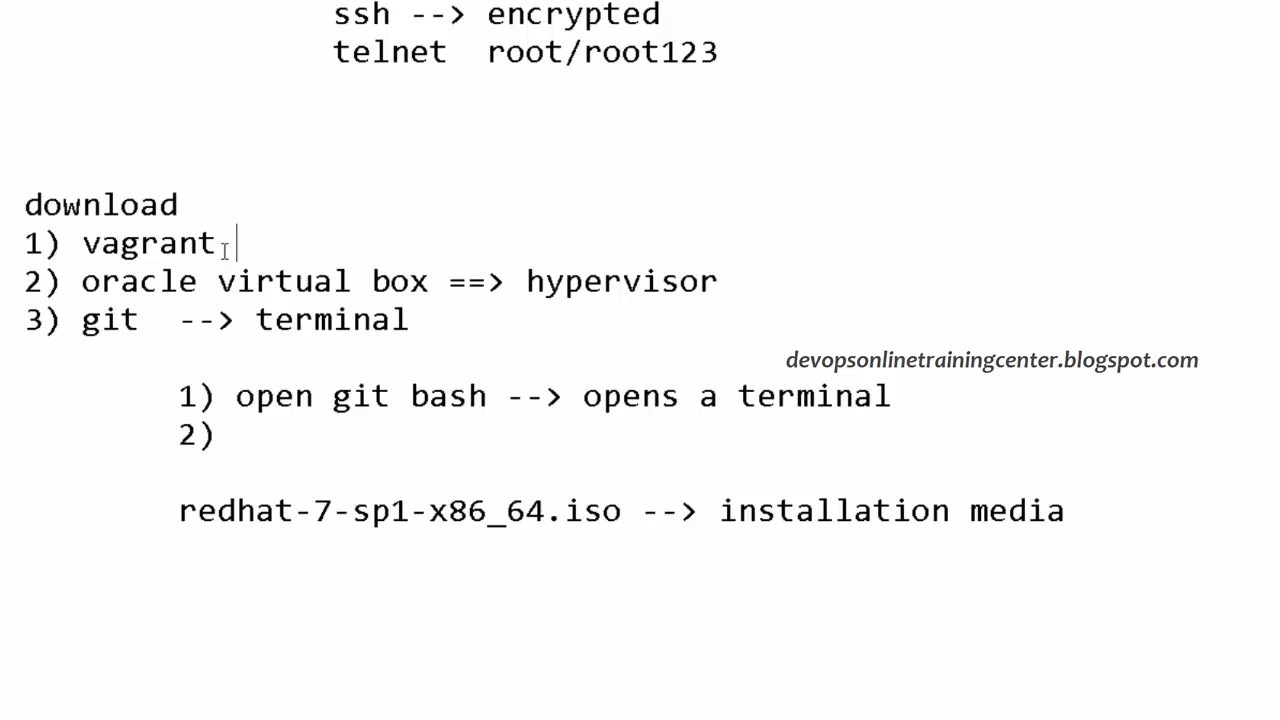 ssh --> encrypted
telnet  root/root123
download
1) vagrant
2) oracle virtual box ==> hypervisor
3) git  --> terminal
devopsonlinetrainingcenter.blogspot.com
1) open git bash --> opens a terminal
2)
redhat-7-sp1-x86_64.iso --> installation media